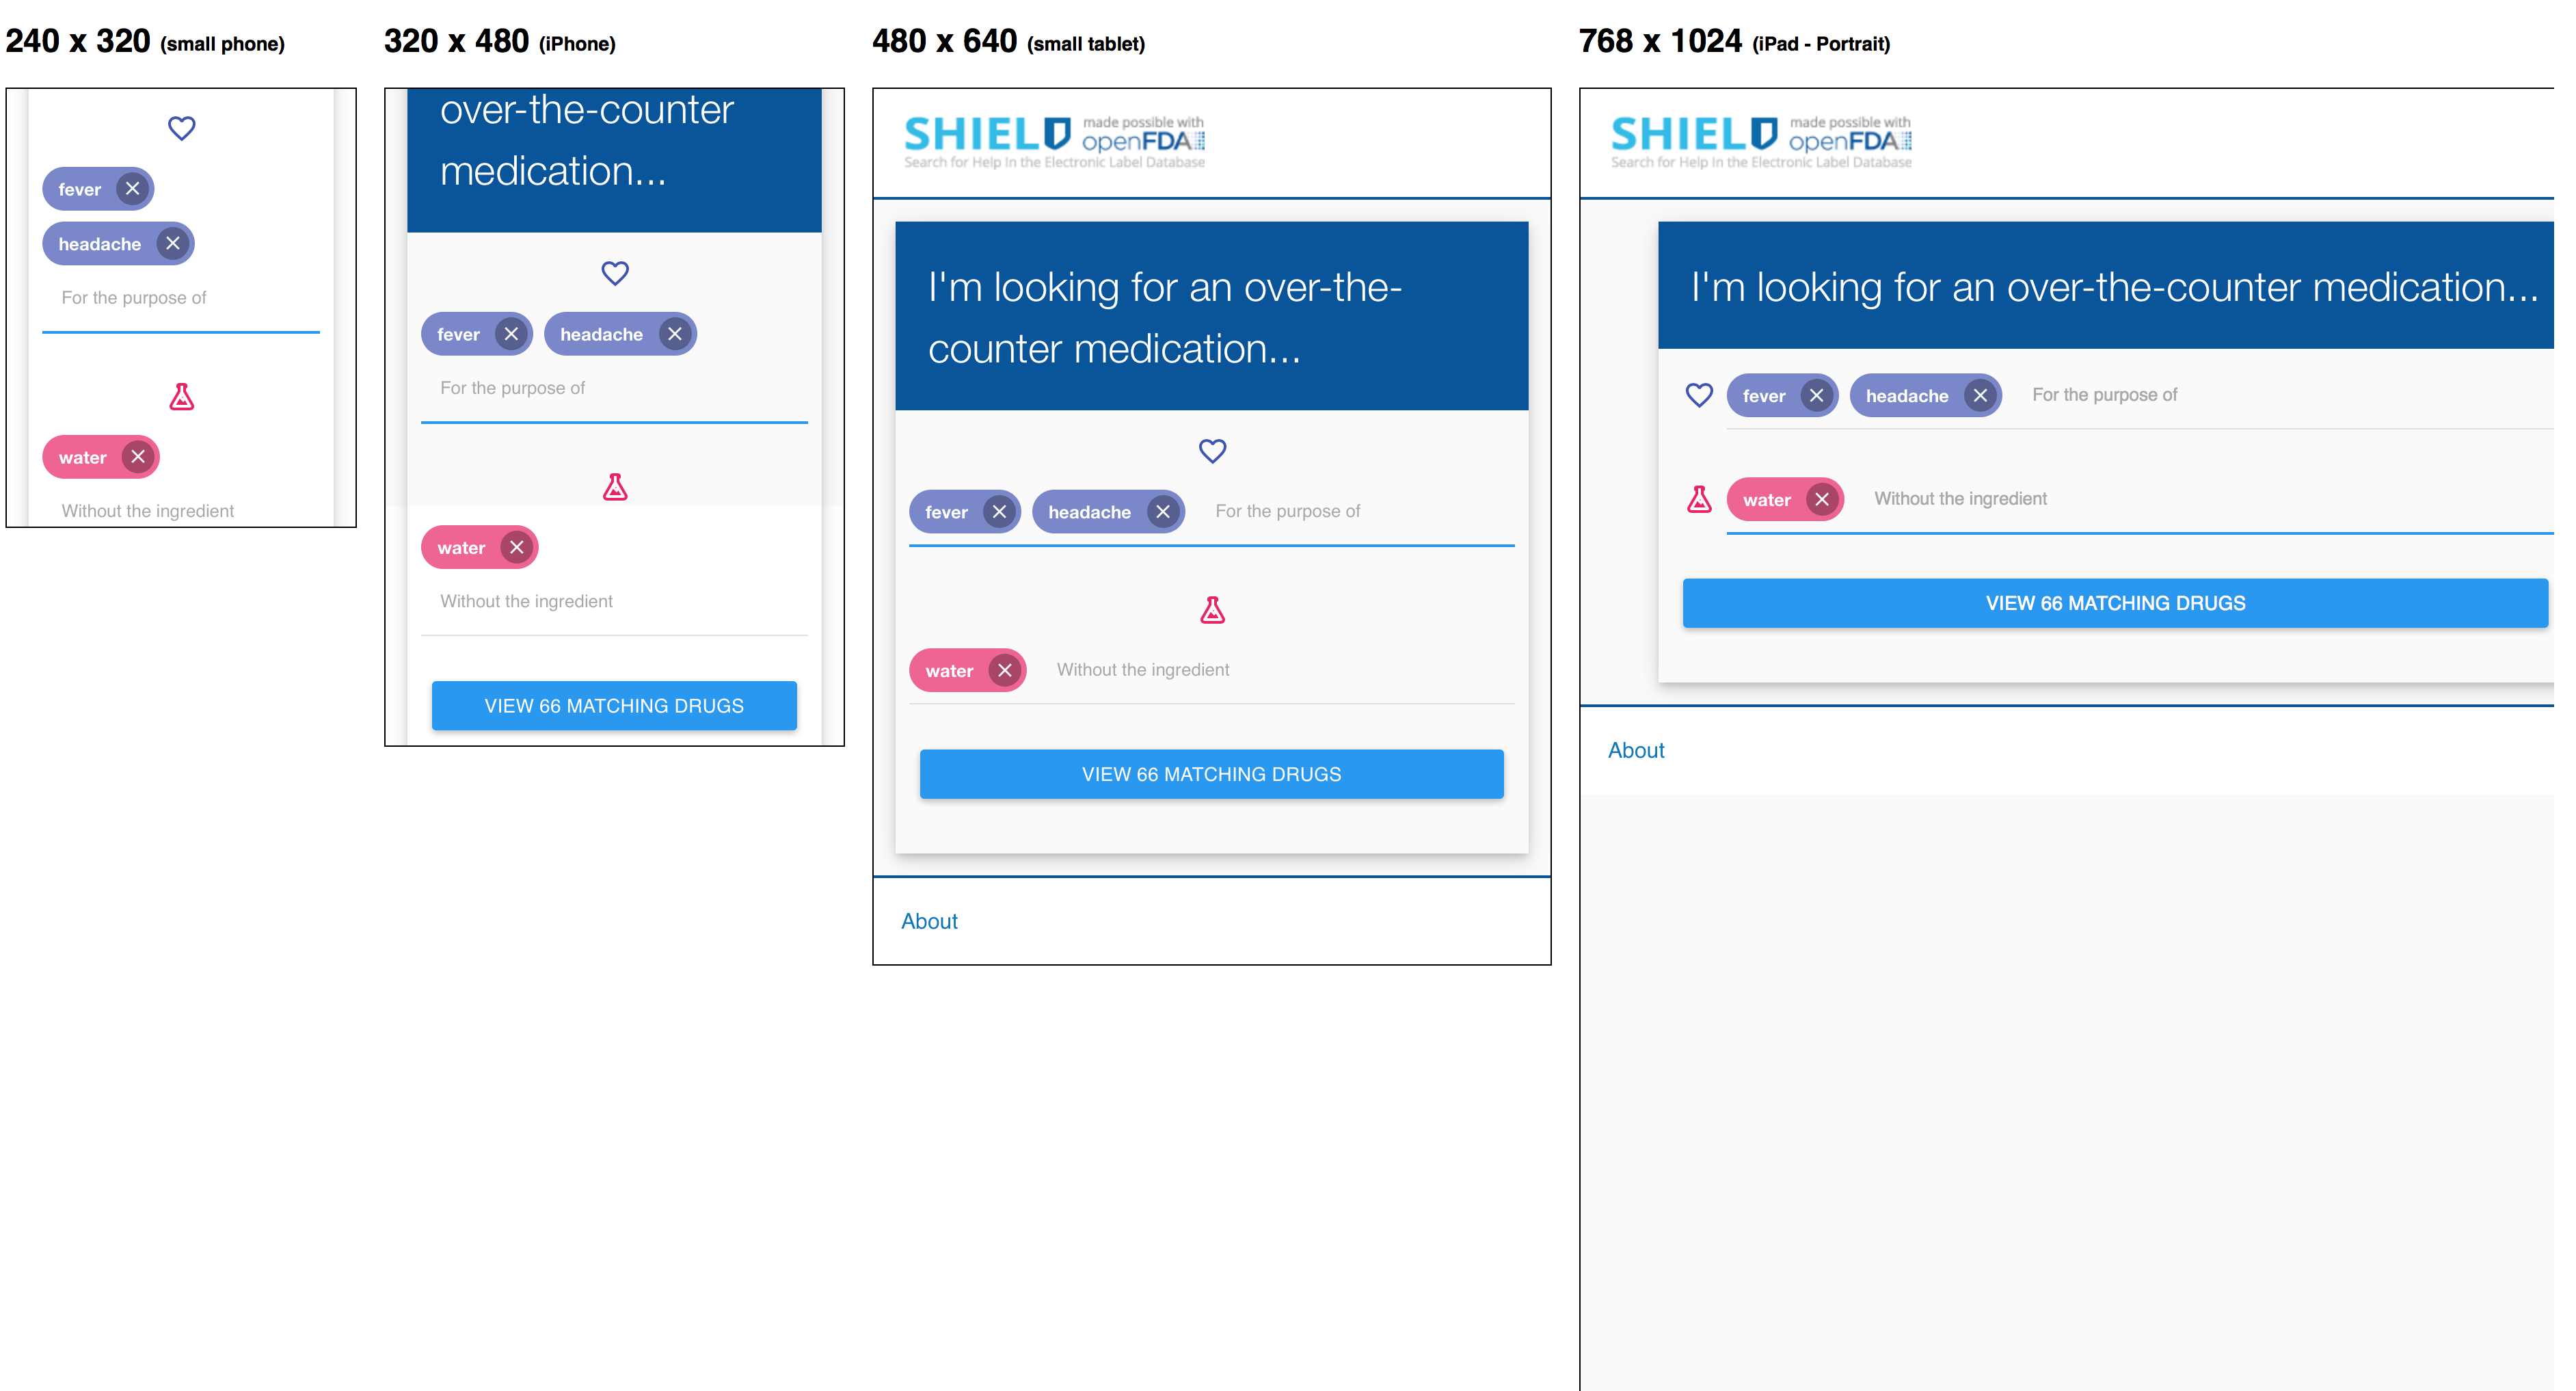 240 x 320 (small phone)
fever
headache
For the purpose of
water
Without the ingredient
320 x 480 (iPhone)
over-the-counter
medication...
fever headache
For the purpose of
water
Without the ingredient
VIEW 66 MATCHING DRUGS
480 x 640 (small tablet)
SHIELD made possible with
openFDA
Search for Help In the Electronic Label Database
I'm looking for an over-the-
counter medication...
fever headache For the purpose of
water Without the ingredient
VIEW 66 MATCHING DRUGS
About
768 x 1024 (iPad - Portrait)
SHIELD made possible with
openFDA
Search for Help In the Electronic Label Database
I'm looking for an over-the-counter medication...
fever headache For the purpose of
water Without the ingredient
VIEW 66 MATCHING DRUGS
About